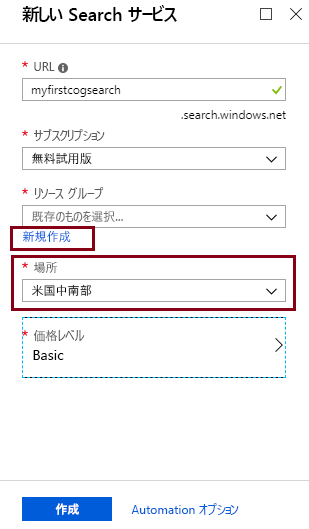 新しい Search サービス
* URL
myfirstcogsearch
.search.windows.net
* サブスクリプション
無料試用版
* リソース グループ
既存のものを選択...
新規作成
* 場所
米国中南部
* 価格レベル
Basic
作成 Automation オプション